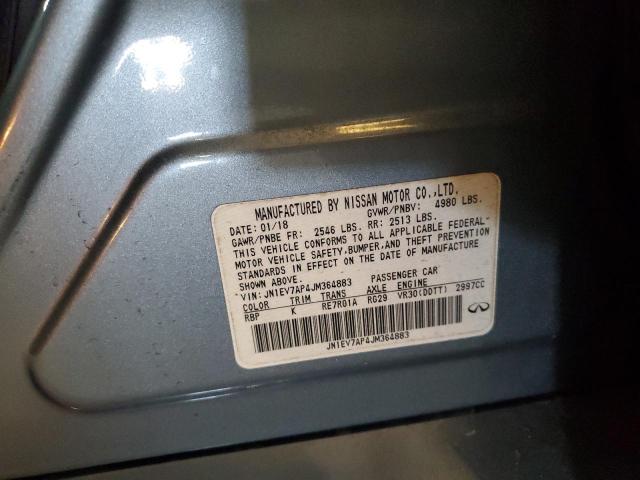 MANUFACTURED BY NISSAN MOTOR CO.,LTD.
DATE: 01/18 GVWR/PNBV: 4980 LBS.
GAWR/PNBE FR: 2546 LBS. RR: 2513 LBS.
THIS VEHICLE CONFORMS TO ALL APPLICABLE FEDERAL
MOTOR VEHICLE SAFETY,BUMPER,AND THEFT PREVENTION
STANDARDS IN EFFECT ON THE DATE OF MANUFACTURE
SHOWN ABOVE.
VIN: JN1EV7AP4JM364883 PASSENGER CAR
COLOR TRIM TRANS AXLE ENGINE
RBP K RE7R01A RG29 VR30(DDTT) 2997CC
JN1EV7AP4JM364883